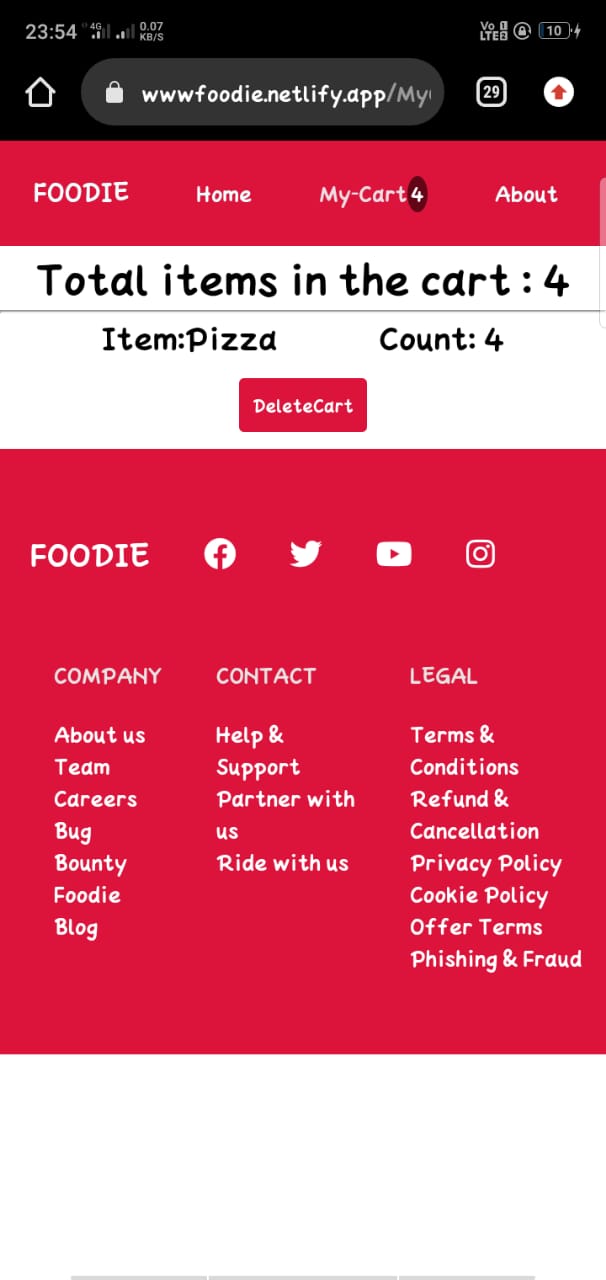 23:54 4G 0.07 KB/S Vo 1 LTE2 10
wwwfoodie.netlify.app/My
29
FOODIE Home My-Cart 4 About
Total items in the cart : 4
Item:Pizza Count: 4
DeleteCart
FOODIE
COMPANY
About us
Team
Careers
Bug
Bounty
Foodie
Blog
CONTACT
Help &
Support
Partner with
us
Ride with us
LEGAL
Terms &
Conditions
Refund &
Cancellation
Privacy Policy
Cookie Policy
Offer Terms
Phishing & Fraud